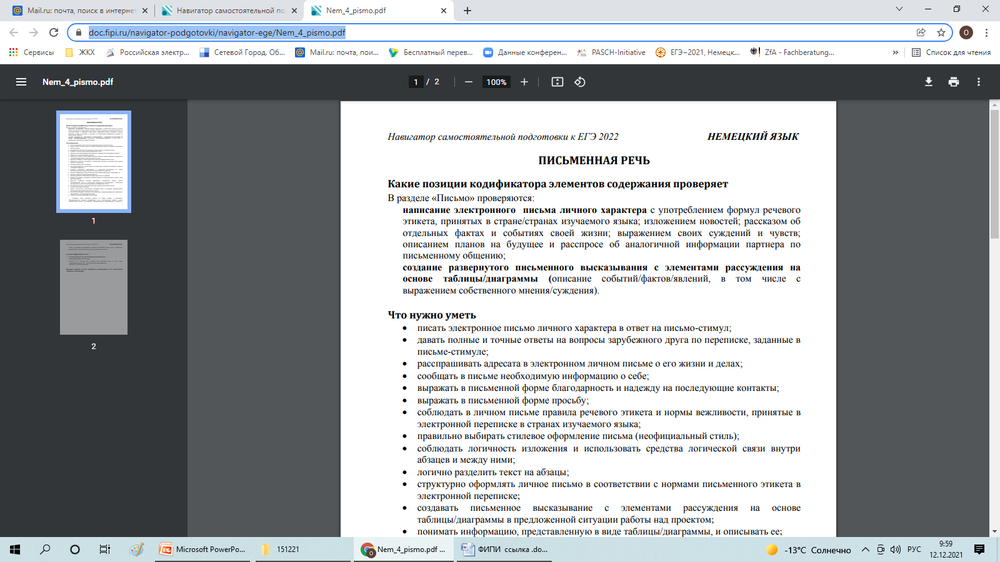 Mail.ru: почта, поиск в интернет
Навигатор самостоятельной по
Nem_4_pismo.pdf
doc.fipi.ru/navigator-podgotovki/navigator-ege/Nem_4_pismo.pdf
O
Сервисы
ЖКХ
Российская электр...
Сетевой Город. Об...
Mail.ru: почта, пои...
Бесплатный перев...
Данные конферен...
PASCH-Initiative
ЕГЭ−2021, Немецк...
ZfA - Fachberatung...
»
Список для чтения
Nem_4_pismo.pdf
1 / 2
100%
1
2
Навигатор самостоятельной подготовки к ЕГЭ 2022 НЕМЕЦКИЙ ЯЗЫК
ПИСЬМЕННАЯ РЕЧЬ
Какие позиции кодификатора элементов содержания проверяет
В разделе «Письмо» проверяются:
написание электронного письма личного характера с употреблением формул речевого
этикета, принятых в стране/странах изучаемого языка; изложением новостей; рассказом об
отдельных фактах и событиях своей жизни; выражением своих суждений и чувств;
описанием планов на будущее и расспросе об аналогичной информации партнера по
письменному общению;
создание развернутого письменного высказывания с элементами рассуждения на
основе таблицы/диаграммы (описание событий/фактов/явлений, в том числе с
выражением собственного мнения/суждения).
Что нужно уметь
• писать электронное письмо личного характера в ответ на письмо-стимул;
• давать полные и точные ответы на вопросы зарубежного друга по переписке, заданные в
письме-стимуле;
• расспрашивать адресата в электронном личном письме о его жизни и делах;
• сообщать в письме необходимую информацию о себе;
• выражать в письменной форме благодарность и надежду на последующие контакты;
• выражать в письменной форме просьбу;
• соблюдать в личном письме правила речевого этикета и нормы вежливости, принятые в
электронной переписке в странах изучаемого языка;
• правильно выбирать стилевое оформление письма (неофициальный стиль);
• соблюдать логичность изложения и использовать средства логической связи внутри
абзацев и между ними;
• логично разделить текст на абзацы;
• структурно оформлять личное письмо в соответствии с нормами письменного этикета в
электронной переписке;
• создавать письменное высказывание с элементами рассуждения на основе
таблицы/диаграммы в предложенной ситуации работы над проектом;
• понимать информацию, представленную в виде таблицы/диаграммы, и описывать ее;
Microsoft PowerPo...
151221
Nem_4_pismo.pdf ...
ФИПИ ссылка .do...
-13°C Солнечно
РУС
9:59
12.12.2021